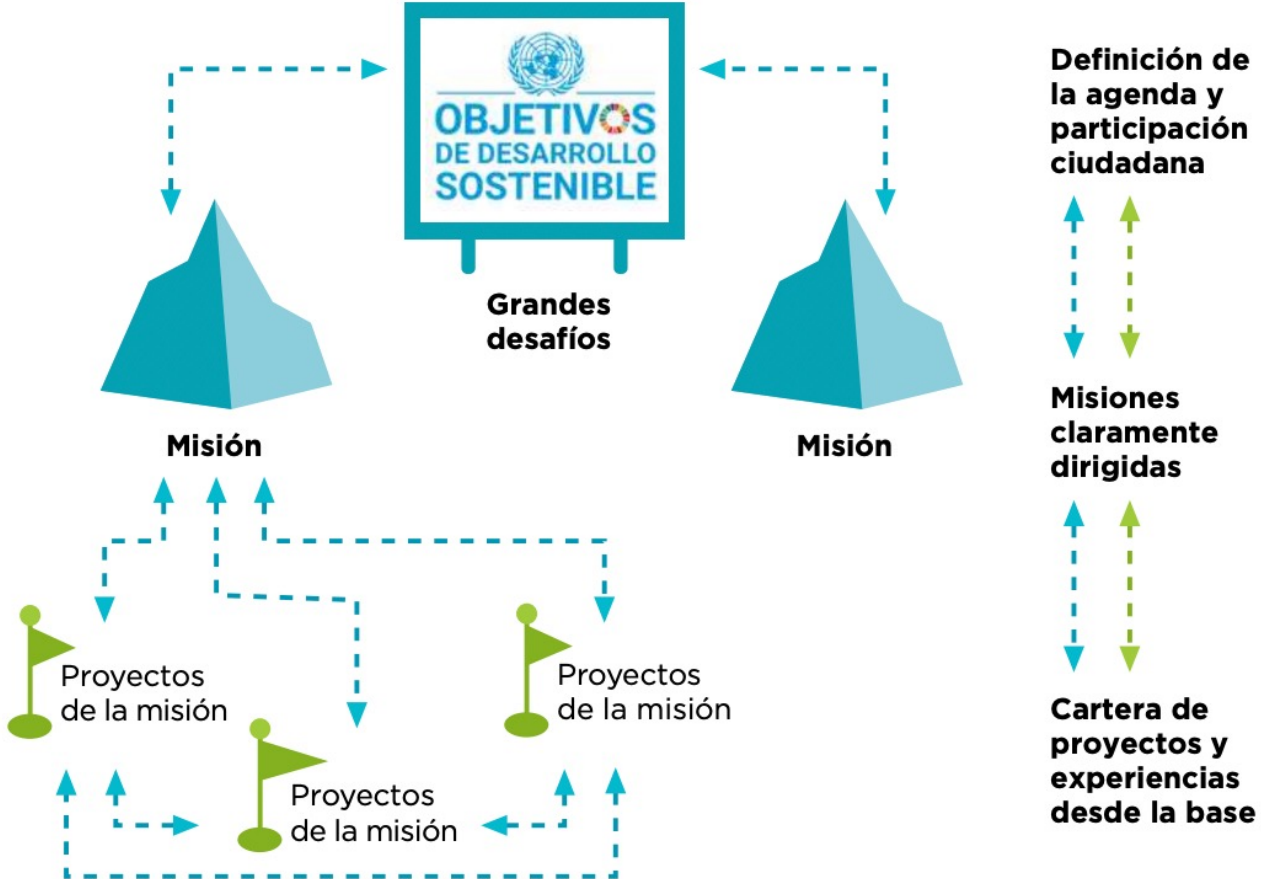 OBJETIVOS
DE DESARROLLO
SOSTENIBLE
Grandes
desafíos
Misión
Misión
Proyectos
de la misión
Proyectos
de la misión
Proyectos
de la misión
Definición de
la agenda y
participación
ciudadana
Misiones
claramente
dirigidas
Cartera de
proyectos y
experiencias
desde la base